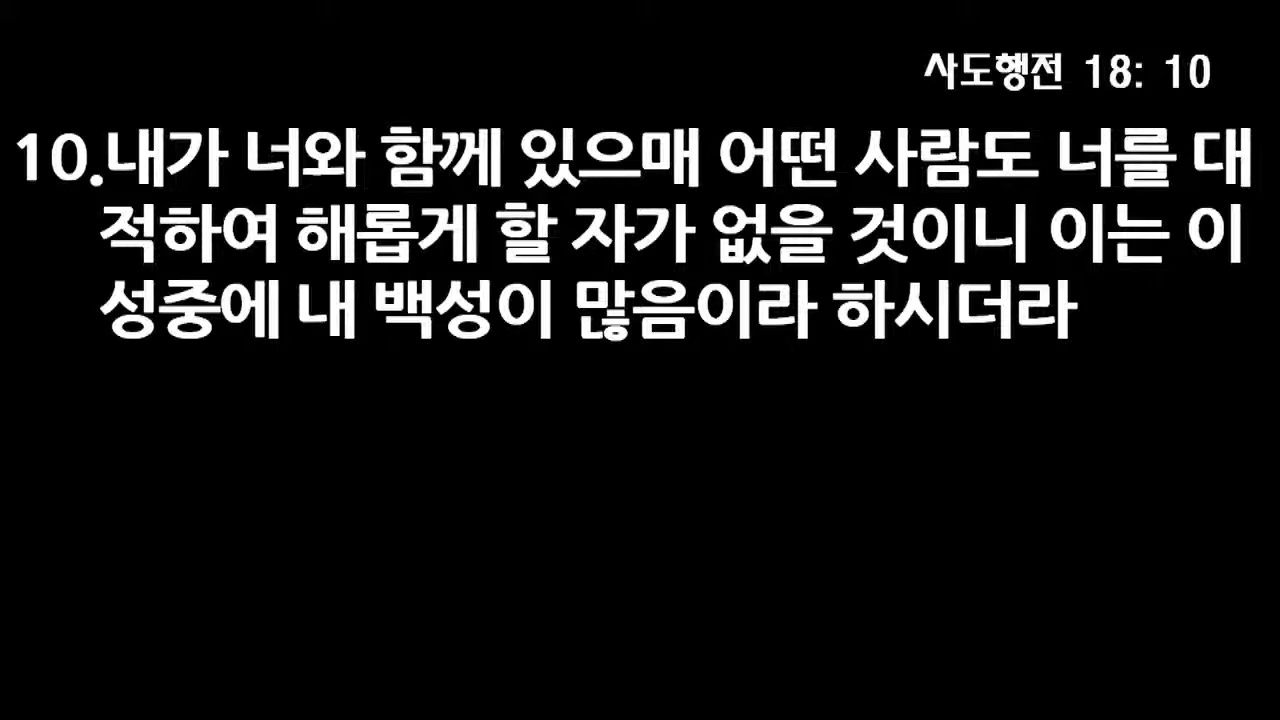 사도행전 18: 10
10.내가 너와 함께 있으매 어떤 사람도 너를 대
적하여 해롭게 할 자가 없을 것이니 이는 이
성중에 내 백성이 많음이라 하시더라